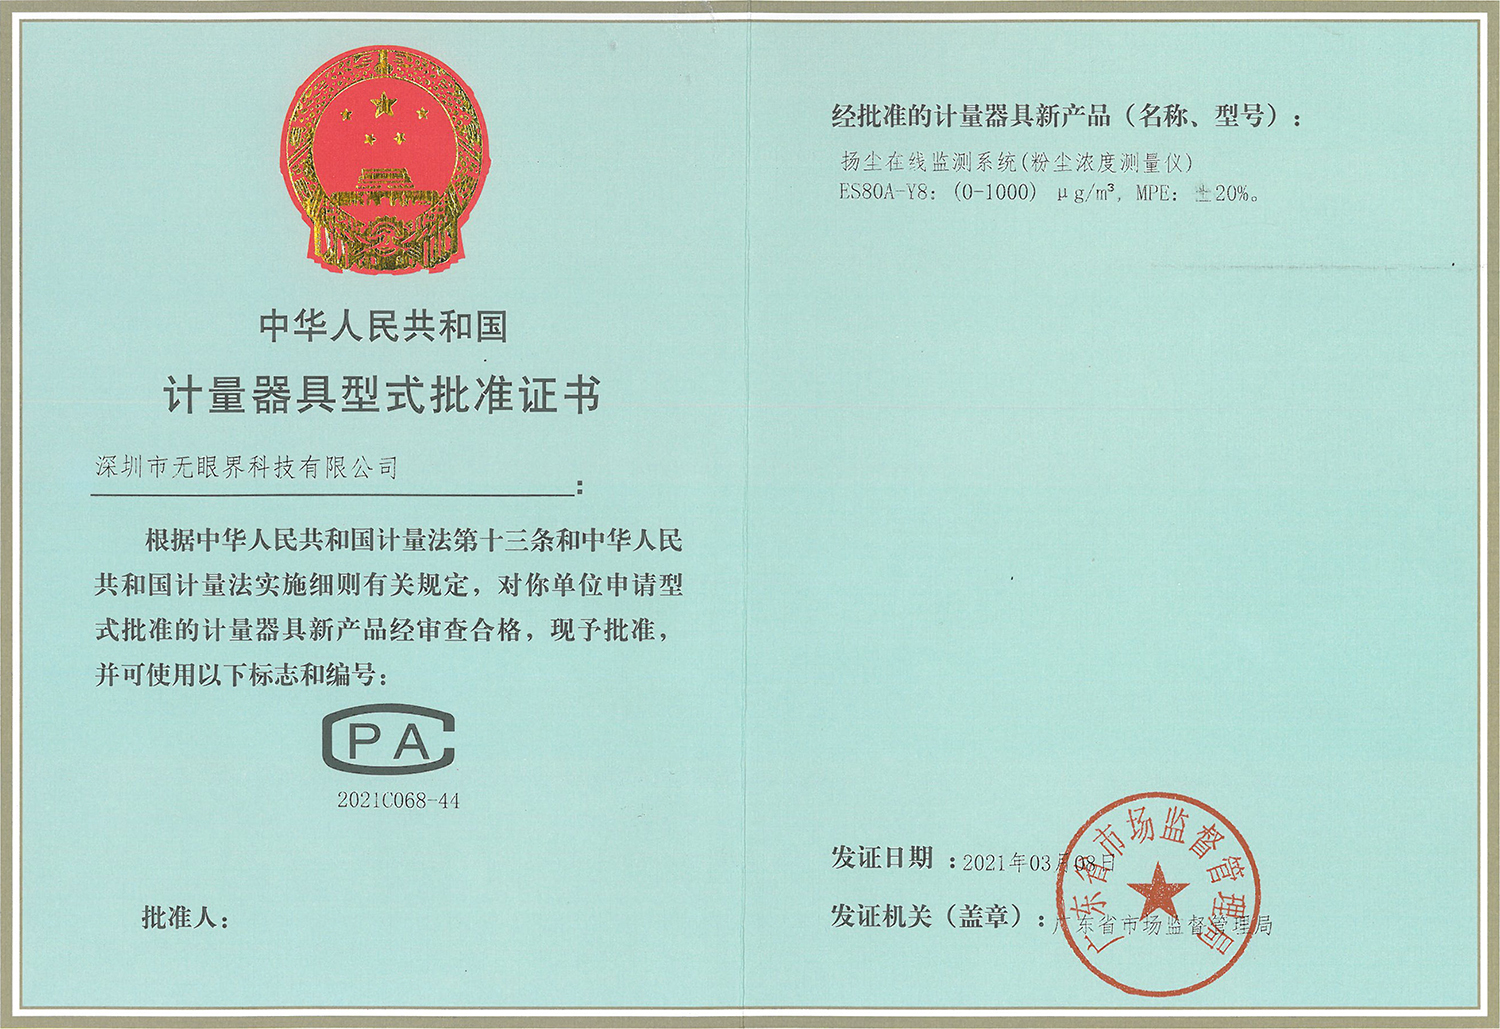 中华人民共和国
计量器具型式批准证书
深圳市无眼界科技有限公司
:
根据中华人民共和国计量法第十三条和中华人民
共和国计量法实施细则有关规定，对你单位申请型
式批准的计量器具新产品经审查合格，现予批准，
并可使用以下标志和编号：
CPA
2021C068-44
批准人：
经批准的计量器具新产品（名称、型号）：
扬尘在线监测系统(粉尘浓度测量仪)
ES80A-Y8: (0-1000) μg/m³, MPE: ±20%。
发证日期：2021年03月08日
发证机关（盖章）：广东省市场监督管理局
广东省市场监督管理局